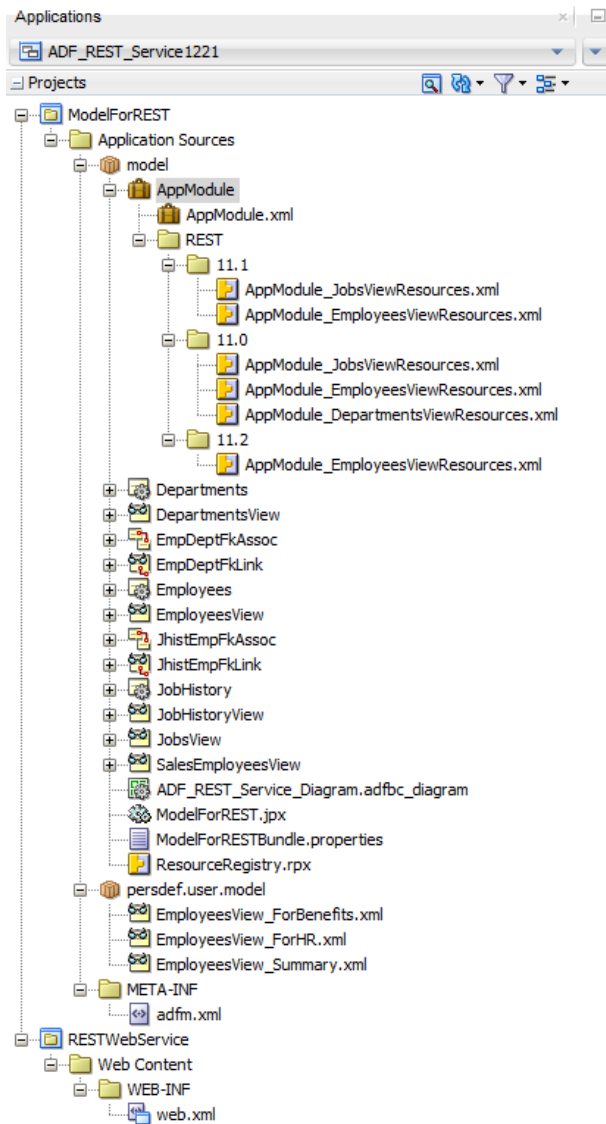 Applications
ADF_REST_Service1221
Projects
ModelForREST
Application Sources
model
AppModule
AppModule.xml
REST
11.1
AppModule_JobsViewResources.xml
AppModule_EmployeesViewResources.xml
11.0
AppModule_JobsViewResources.xml
AppModule_EmployeesViewResources.xml
AppModule_DepartmentsViewResources.xml
11.2
AppModule_EmployeesViewResources.xml
Departments
DepartmentsView
EmpDeptFkAssoc
EmpDeptFkLink
Employees
EmployeesView
JhistEmpFkAssoc
JhistEmpFkLink
JobHistory
JobHistoryView
JobsView
SalesEmployeesView
ADF_REST_Service_Diagram.adfbc_diagram
ModelForREST.jpx
ModelForRESTBundle.properties
ResourceRegistry.rpx
persdef.user.model
EmployeesView_ForBenefits.xml
EmployeesView_ForHR.xml
EmployeesView_Summary.xml
META-INF
adfm.xml
RESTWebService
Web Content
WEB-INF
web.xml